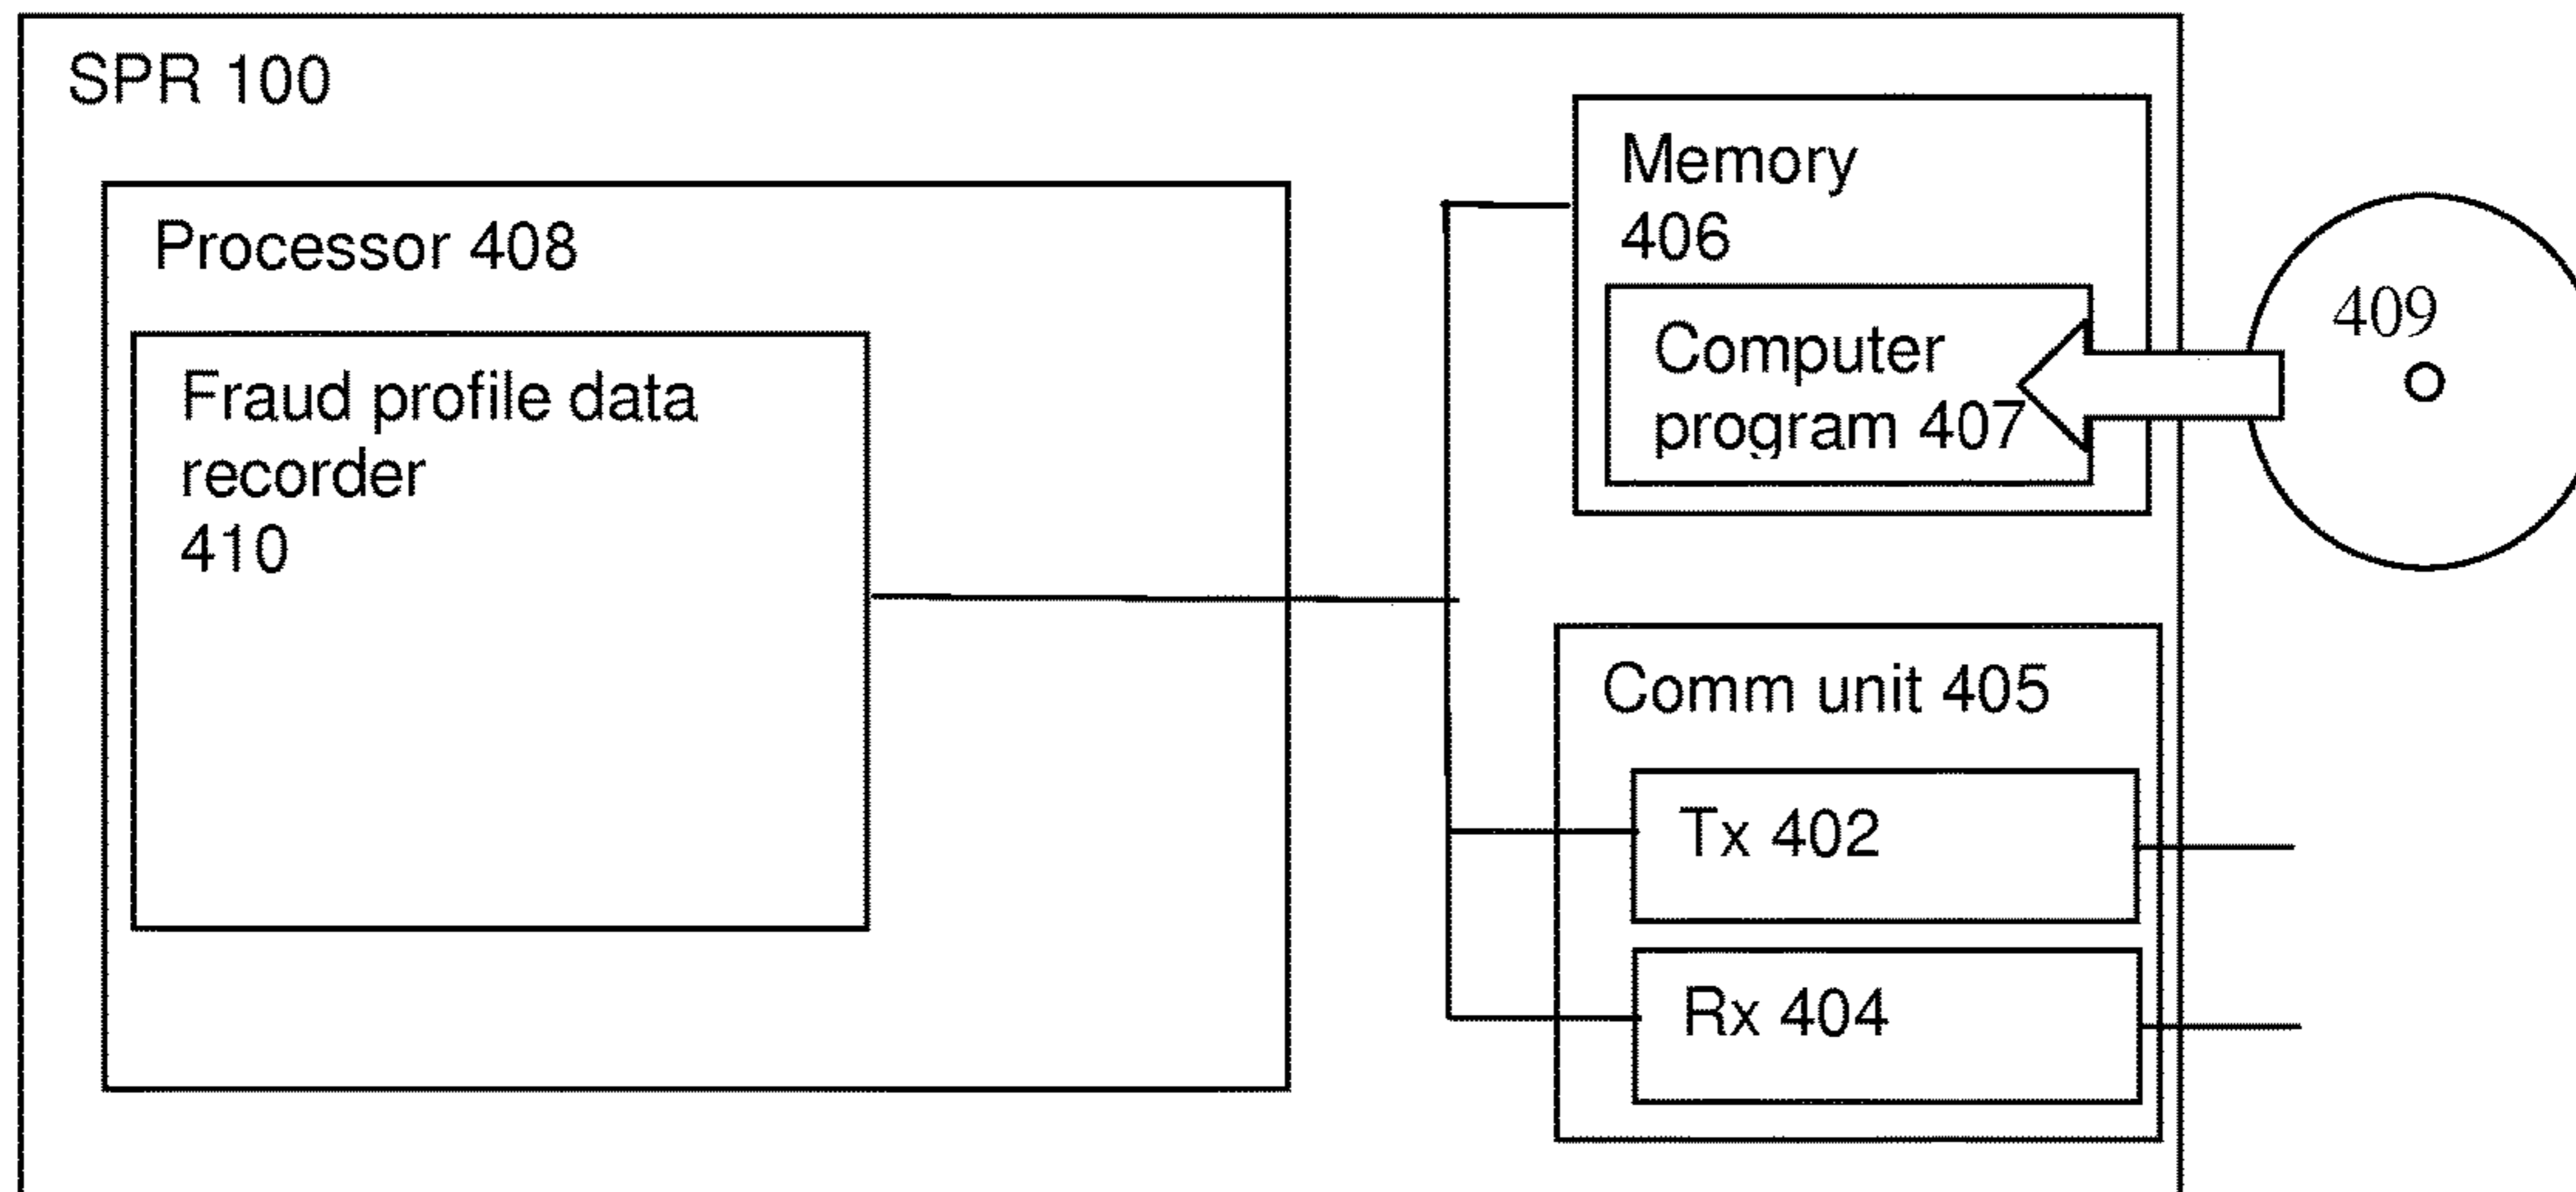 SPR 100
Processor 408
Fraud profile data
recorder
410
Memory
406
Computer
program 407
409
Comm unit 405
Tx 402
Rx 404